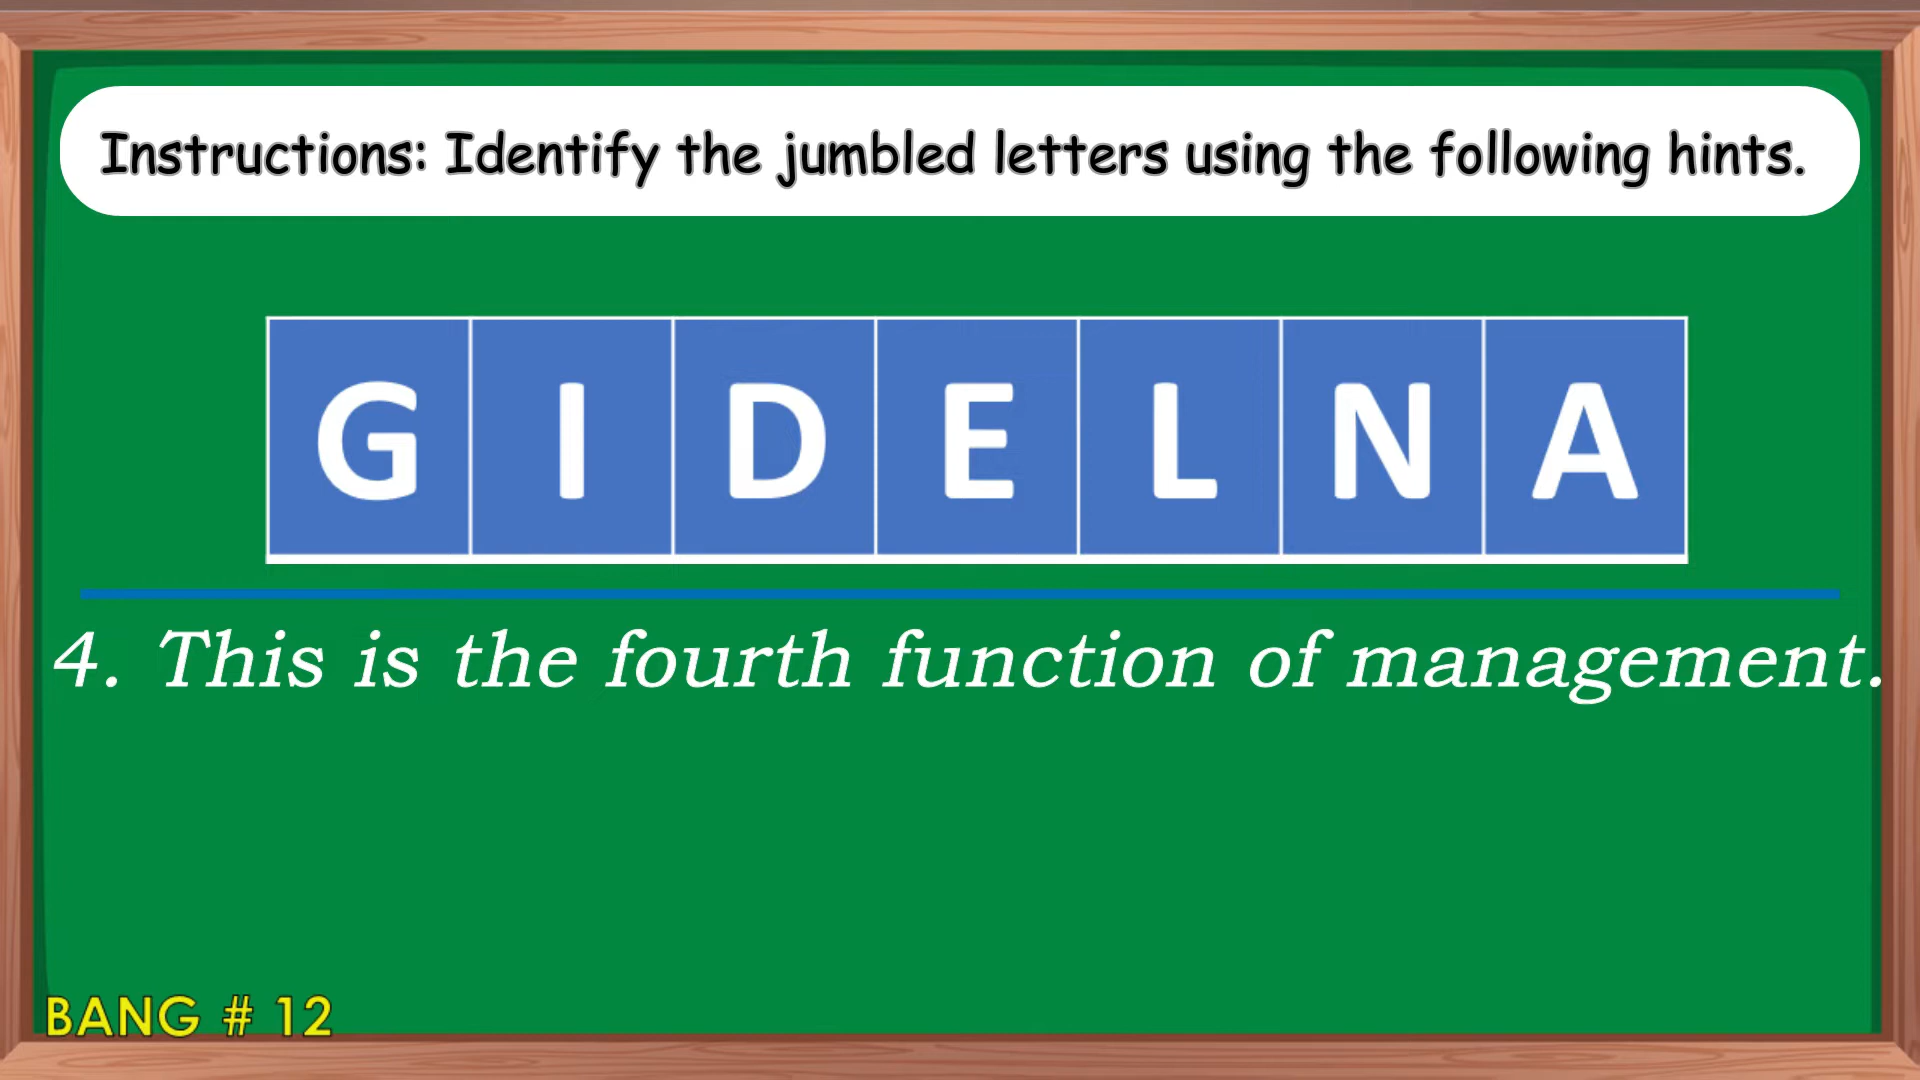 Instructions: Identify the jumbled letters using the following hints.
G I D E L N A
4. This is the fourth function of management.
BANG # 12